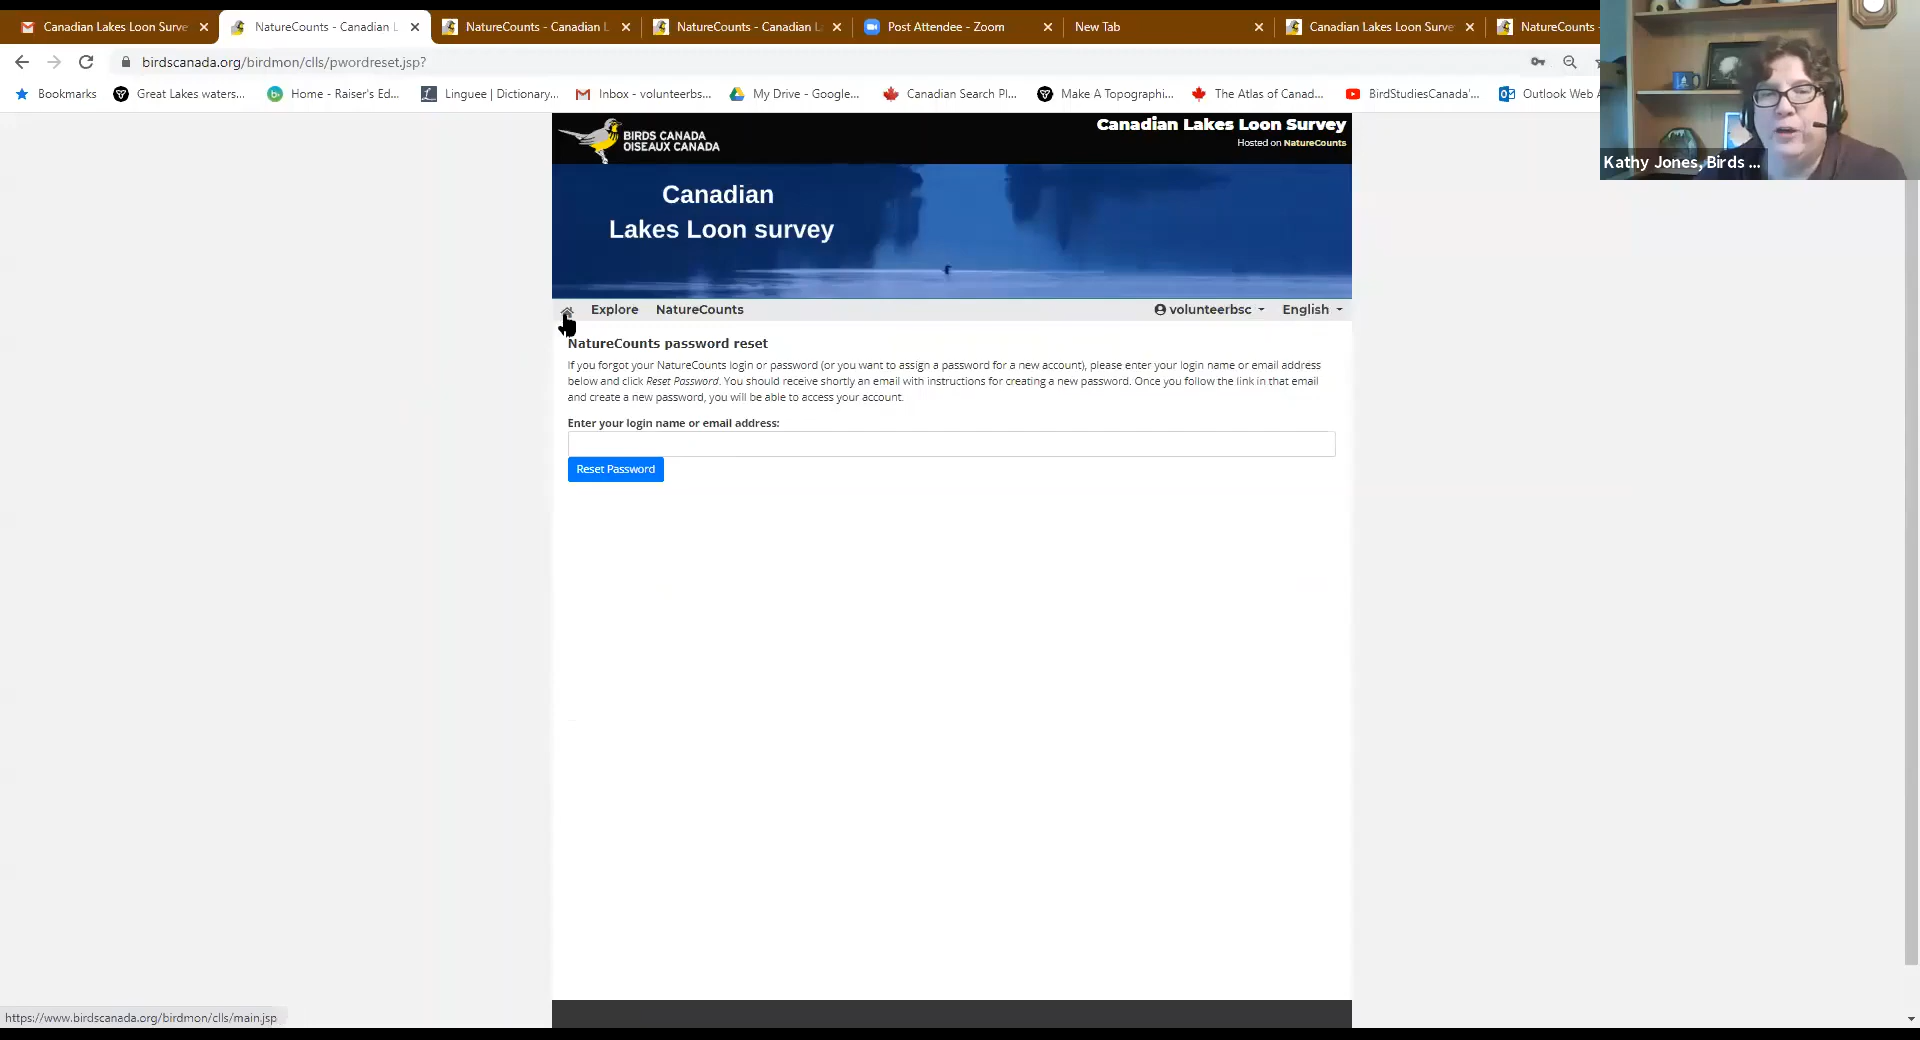 Canadian Lakes Loon Surve
NatureCounts - Canadian L
NatureCounts - Canadian L
NatureCounts - Canadian L
Post Attendee - Zoom
New Tab
Canadian Lakes Loon Surve
NatureCounts -
birdscanada.org/birdmon/clls/pwordreset.jsp?
Bookmarks
Great Lakes waters...
Home - Raiser's Ed...
Linguee | Dictionary...
Inbox - volunteerbs...
My Drive - Google...
Canadian Search Pl...
Make A Topographi...
The Atlas of Canad...
BirdStudiesCanada'...
Outlook Web A
Kathy Jones, Birds ...
BIRDS CANADA
OISEAUX CANADA
Canadian Lakes Loon Survey
Hosted on NatureCounts
Canadian
Lakes Loon survey
Explore
NatureCounts
volunteerbsc
English
NatureCounts password reset
If you forgot your NatureCounts login or password (or you want to assign a password for a new account), please enter your login name or email address
below and click Reset Password. You should receive shortly an email with instructions for creating a new password. Once you follow the link in that email
and create a new password, you will be able to access your account.
Enter your login name or email address:
Reset Password
https://www.birdscanada.org/birdmon/clls/main.jsp